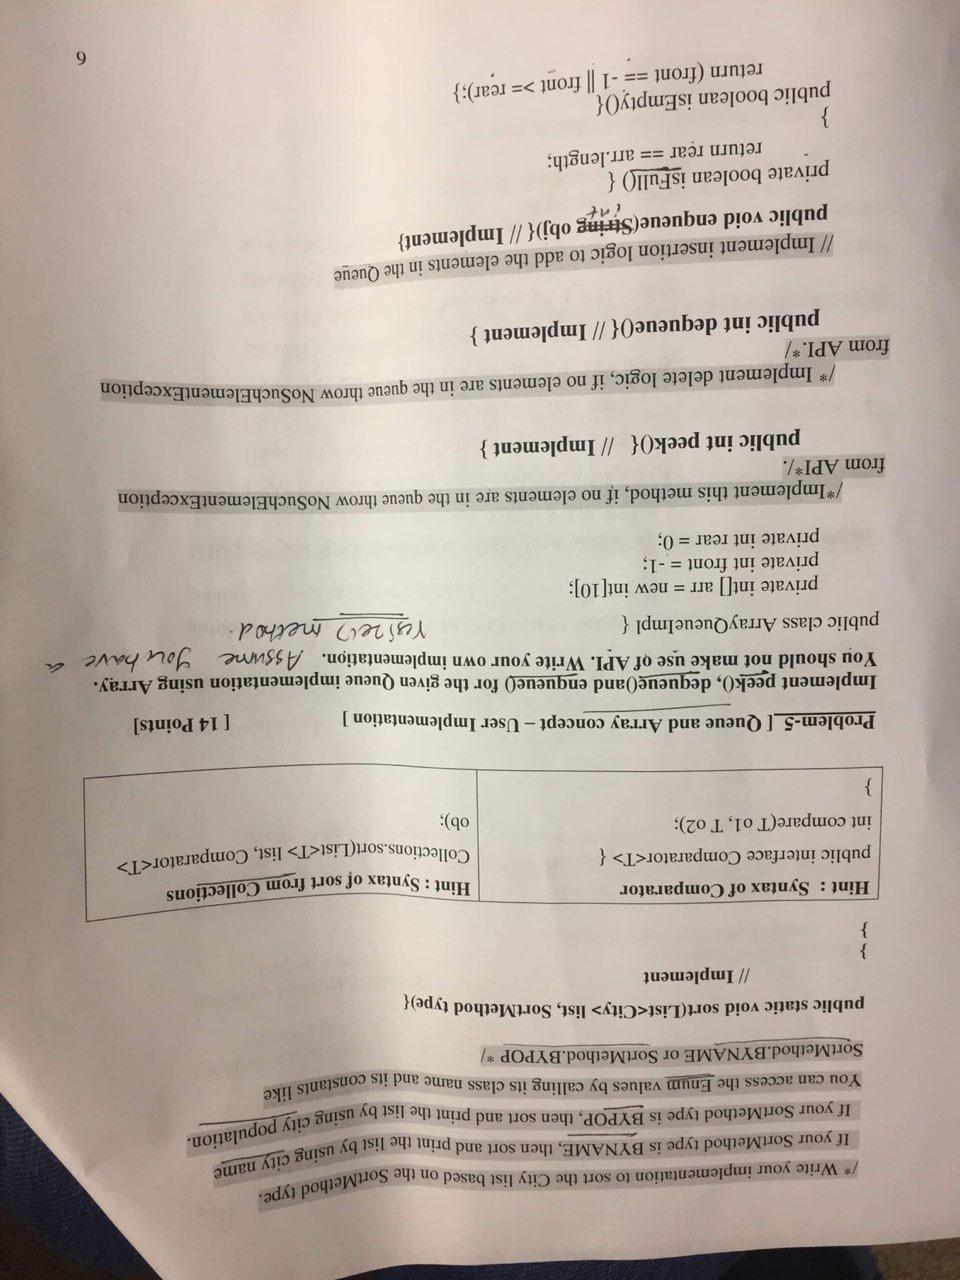 /* Write your implementation to sort the City list based on the SortMethod type.
If your SortMethod type is BYNAME, then sort and print the list by using city name
If your SortMethod type is BYPOP, then sort and print the list by using city population.
You can access the Enum values by calling its class name and its constants like
SortMethod.BYNAME or SortMethod.BYPOP */
public static void sort(List<City> list, SortMethod type){
// Implement
}
}
Hint : Syntax of Comparator
public interface Comparator<T> {
int compare(T o1, T o2);
}
Hint : Syntax of sort from Collections
Collections.sort(List<T> list, Comparator<T>
ob);
Problem-5 [ Queue and Array concept – User Implementation ] [ 14 Points]
Implement peek(), dequeue()and enqueue() for the given Queue implementation using Array.
You should not make use of API. Write your own implementation. Assume You have a
resize() method.
public class ArrayQueueImpl {
private int[] arr = new int[10];
private int front = -1;
private int rear = 0;
/*Implement this method, if no elements are in the queue throw NoSuchElementException
from API*/.
public int peek(){ // Implement }
/* Implement delete logic, if no elements are in the queue throw NoSuchElementException
from API.*/
public int dequeue(){ // Implement }
// Implement insertion logic to add the elements in the Queue
public void enqueue(String obj){ // Implement}
int
private boolean isFull() {
return rear == arr.length;
}
public boolean isEmpty(){
return (front == -1 || front >= rear);}
6